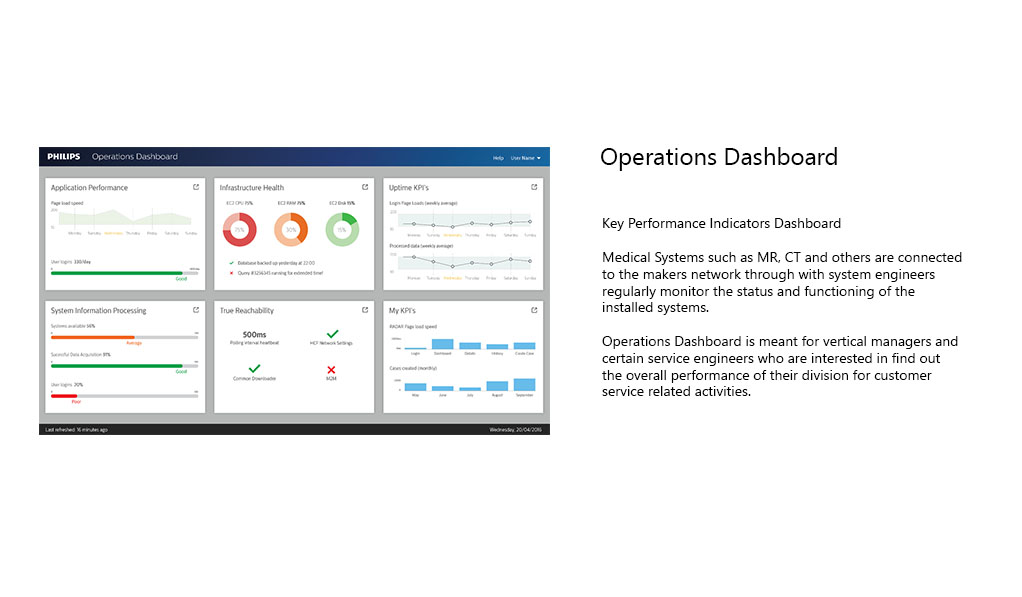 PHILIPS Operations Dashboard
Help User Name
Application Performance
Page load speed
Monday Tuesday Wednesday Thursday Friday Saturday Sunday
User logins 100/day
Good
Infrastructure Health
EC2 CPU 75% EC2 RAM 75% EC2 Disk 15%
75% 30% 15%
Database backed up yesterday at 22:00
Query #3256345 running for extended time!
Uptime KPI's
Login Page Loads (weekly average)
Monday Tuesday Wednesday Thursday Friday Saturday Sunday
Processed data (weekly average)
Monday Tuesday Wednesday Thursday Friday Saturday Sunday
System Information Processing
Systems available 56%
Average
Successful Data Acquisition 91%
Good
User logins 20%
Poor
True Reachability
500ms
Polling interval heartbeat
MCP Network Settings
Common Downloader
M2M
My KPI's
RADAR Page load speed
Login Dashboard Details History Create Case
Cases created (monthly)
May June July August September
Last refreshed 16 minutes ago
Wednesday, 20/04/2016
Operations Dashboard
Key Performance Indicators Dashboard
Medical Systems such as MR, CT and others are connected
to the makers network through with system engineers
regularly monitor the status and functioning of the
installed systems.
Operations Dashboard is meant for vertical managers and
certain service engineers who are interested in find out
the overall performance of their division for customer
service related activities.